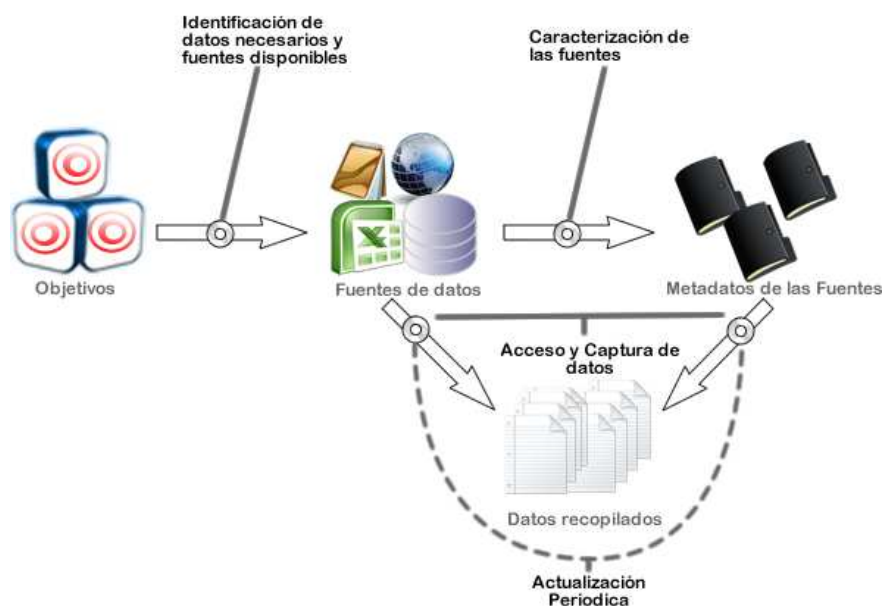 Identificación de
datos necesarios y
fuentes disponibles
Caracterización de
las fuentes
Objetivos
Fuentes de datos
Metadatos de las Fuentes
Acceso y Captura de
datos
Datos recopilados
Actualización
Periodica